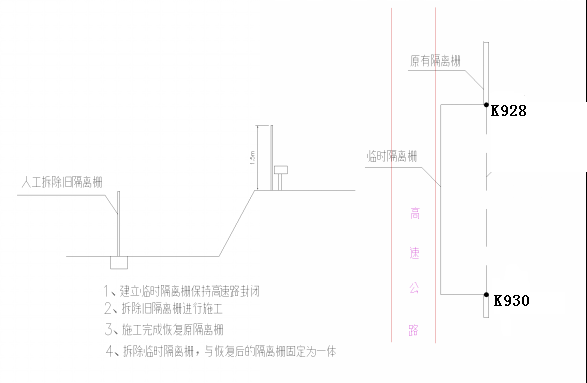 原有隔离栅
K928
1.5m
临时隔离栅
人工拆除旧隔离栅
高
速
公
路
K930
1、建立临时隔离栅保持高速路封闭
2、拆除旧隔离栅进行施工
3、施工完成恢复原隔离栅
4、拆除临时隔离栅，与恢复后的隔离栅固定为一体